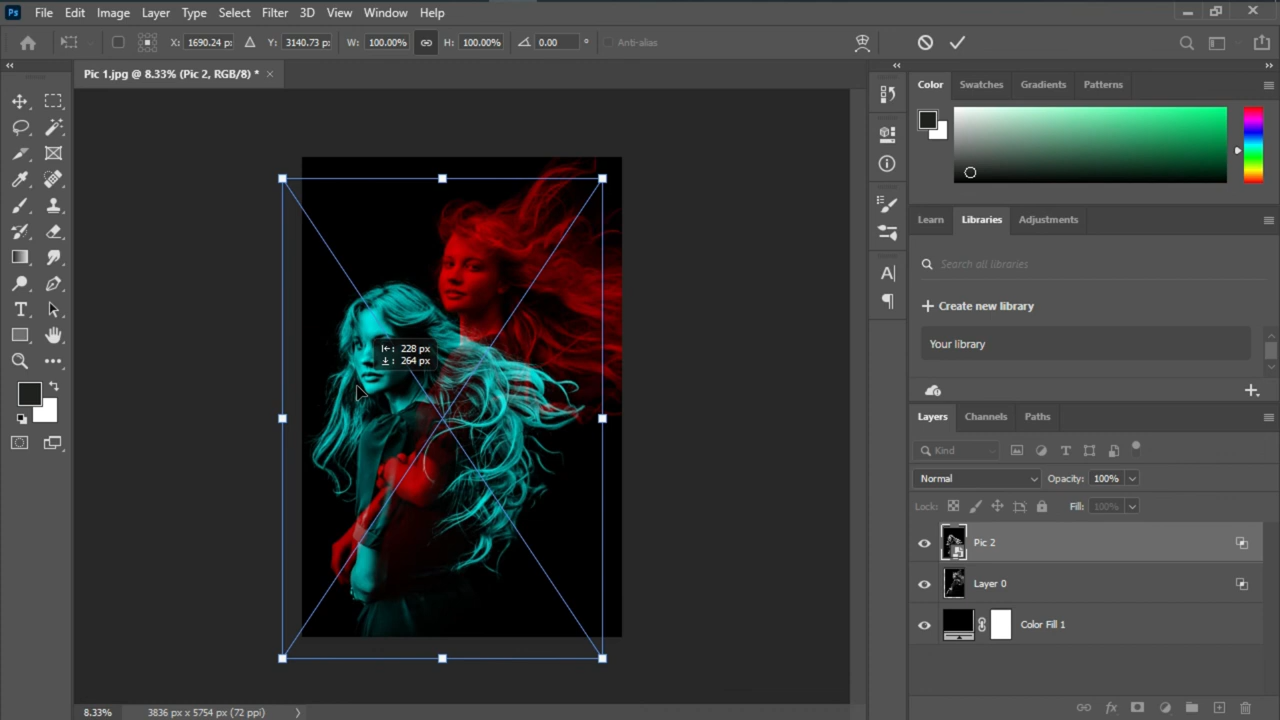 Ps File Edit Image Layer Type Select Filter 3D View Window Help
X: 1690.24 p: Y: 3140.73 p: W: 100.00% H: 100.00% 0.00 ° Anti-alias
Pic 1.jpg @ 8.33% (Pic 2, RGB/8) * ×
Color Swatches Gradients Patterns
Learn Libraries Adjustments
Search all libraries
+ Create new library
Your library
228 px
264 px
Layers Channels Paths
Kind
Normal Opacity: 100%
Lock: Fill: 100%
Pic 2
Layer 0
Color Fill 1
8.33% 3836 px x 5754 px (72 ppi)